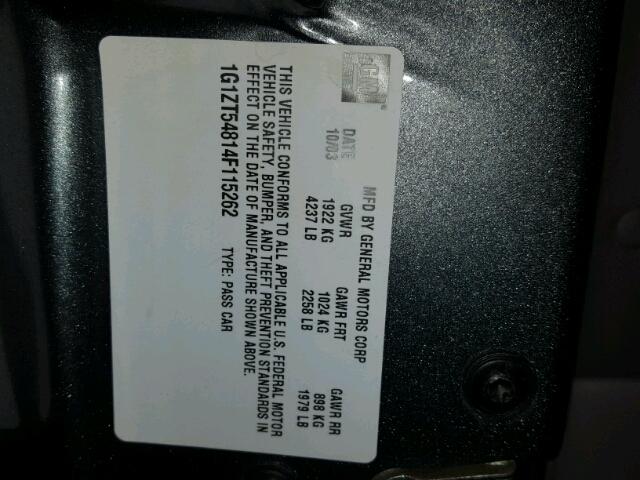 GM
MFD BY GENERAL MOTORS CORP
DATE GVWR GAWR FRT GAWR RR
10/03 1922 KG 1024 KG 898 KG
4237 LB 2258 LB 1979 LB
THIS VEHICLE CONFORMS TO ALL APPLICABLE U.S. FEDERAL MOTOR
VEHICLE SAFETY, BUMPER, AND THEFT PREVENTION STANDARDS IN
EFFECT ON THE DATE OF MANUFACTURE SHOWN ABOVE.
1G1ZT54814F115262 TYPE: PASS CAR